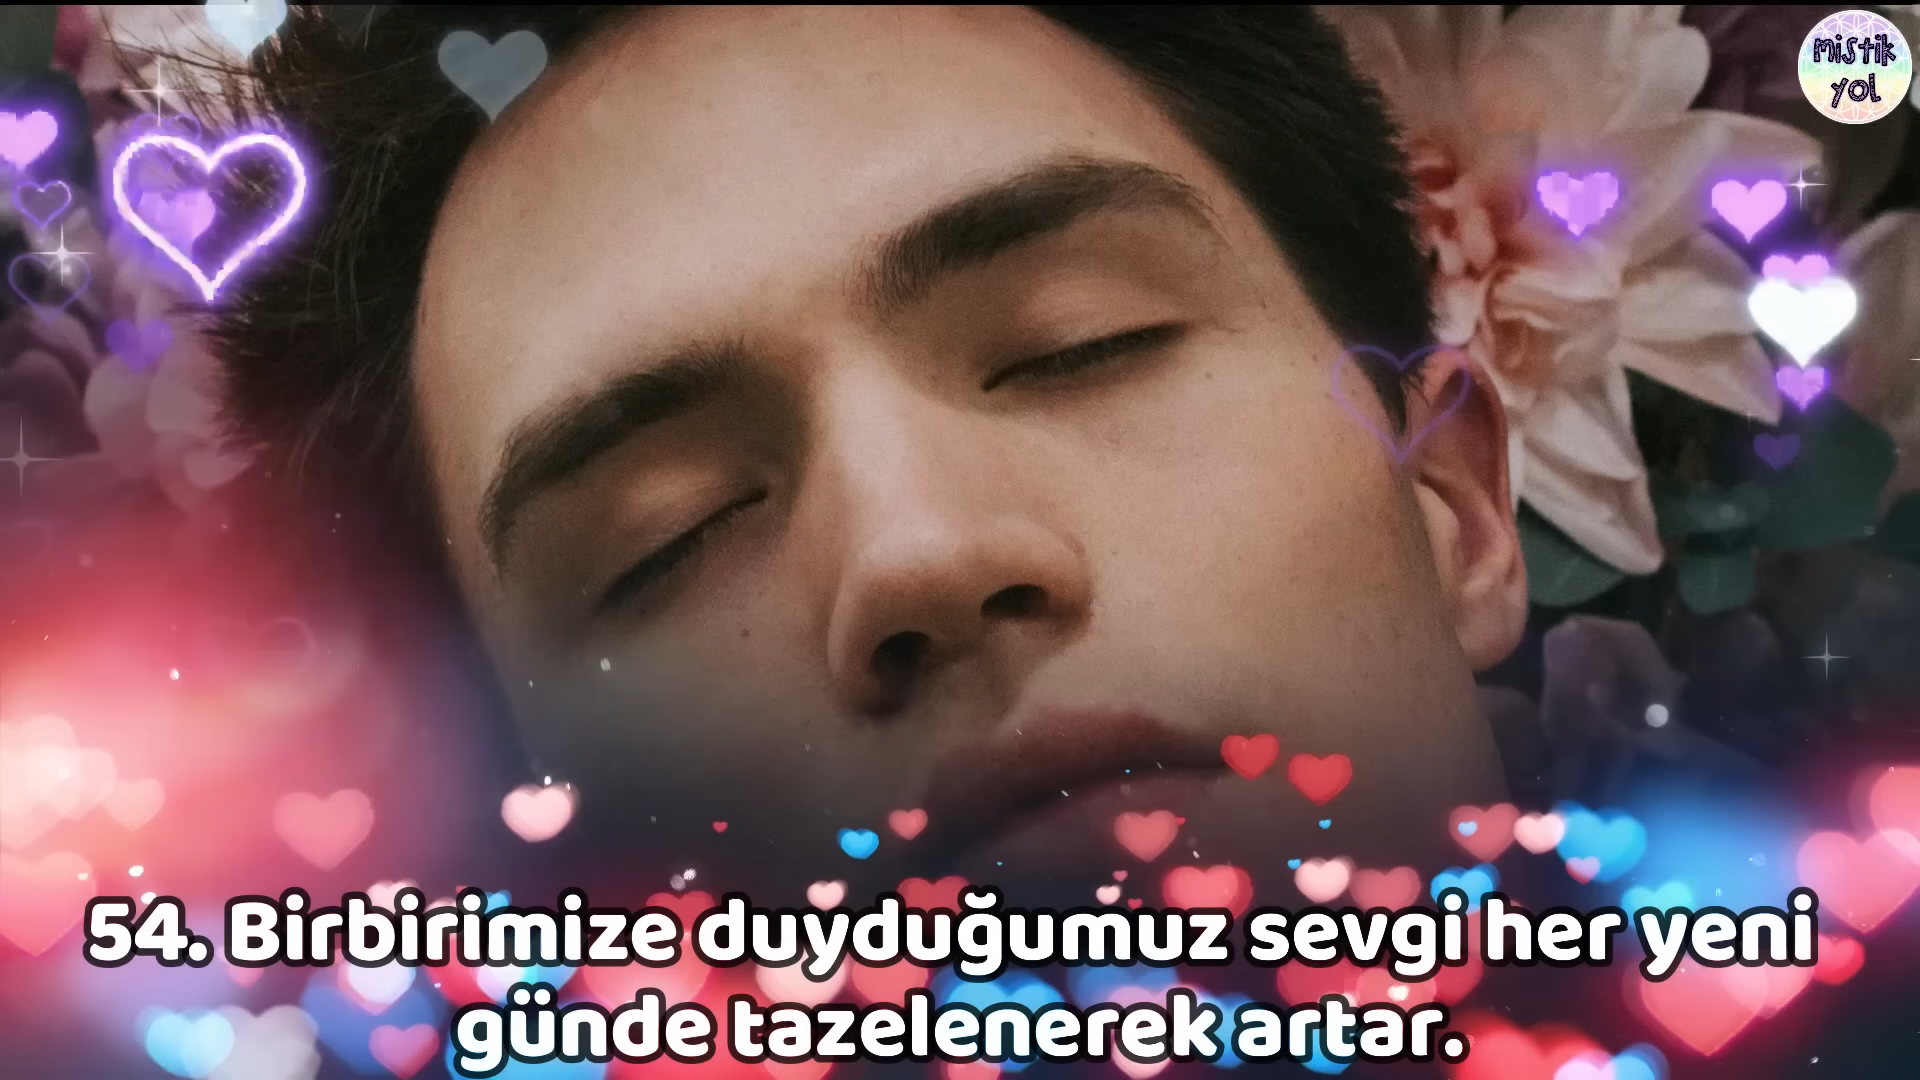 mistik
yol
54. Birbirimize duyduğumuz sevgi her yeni
günde tazelenerek artar.